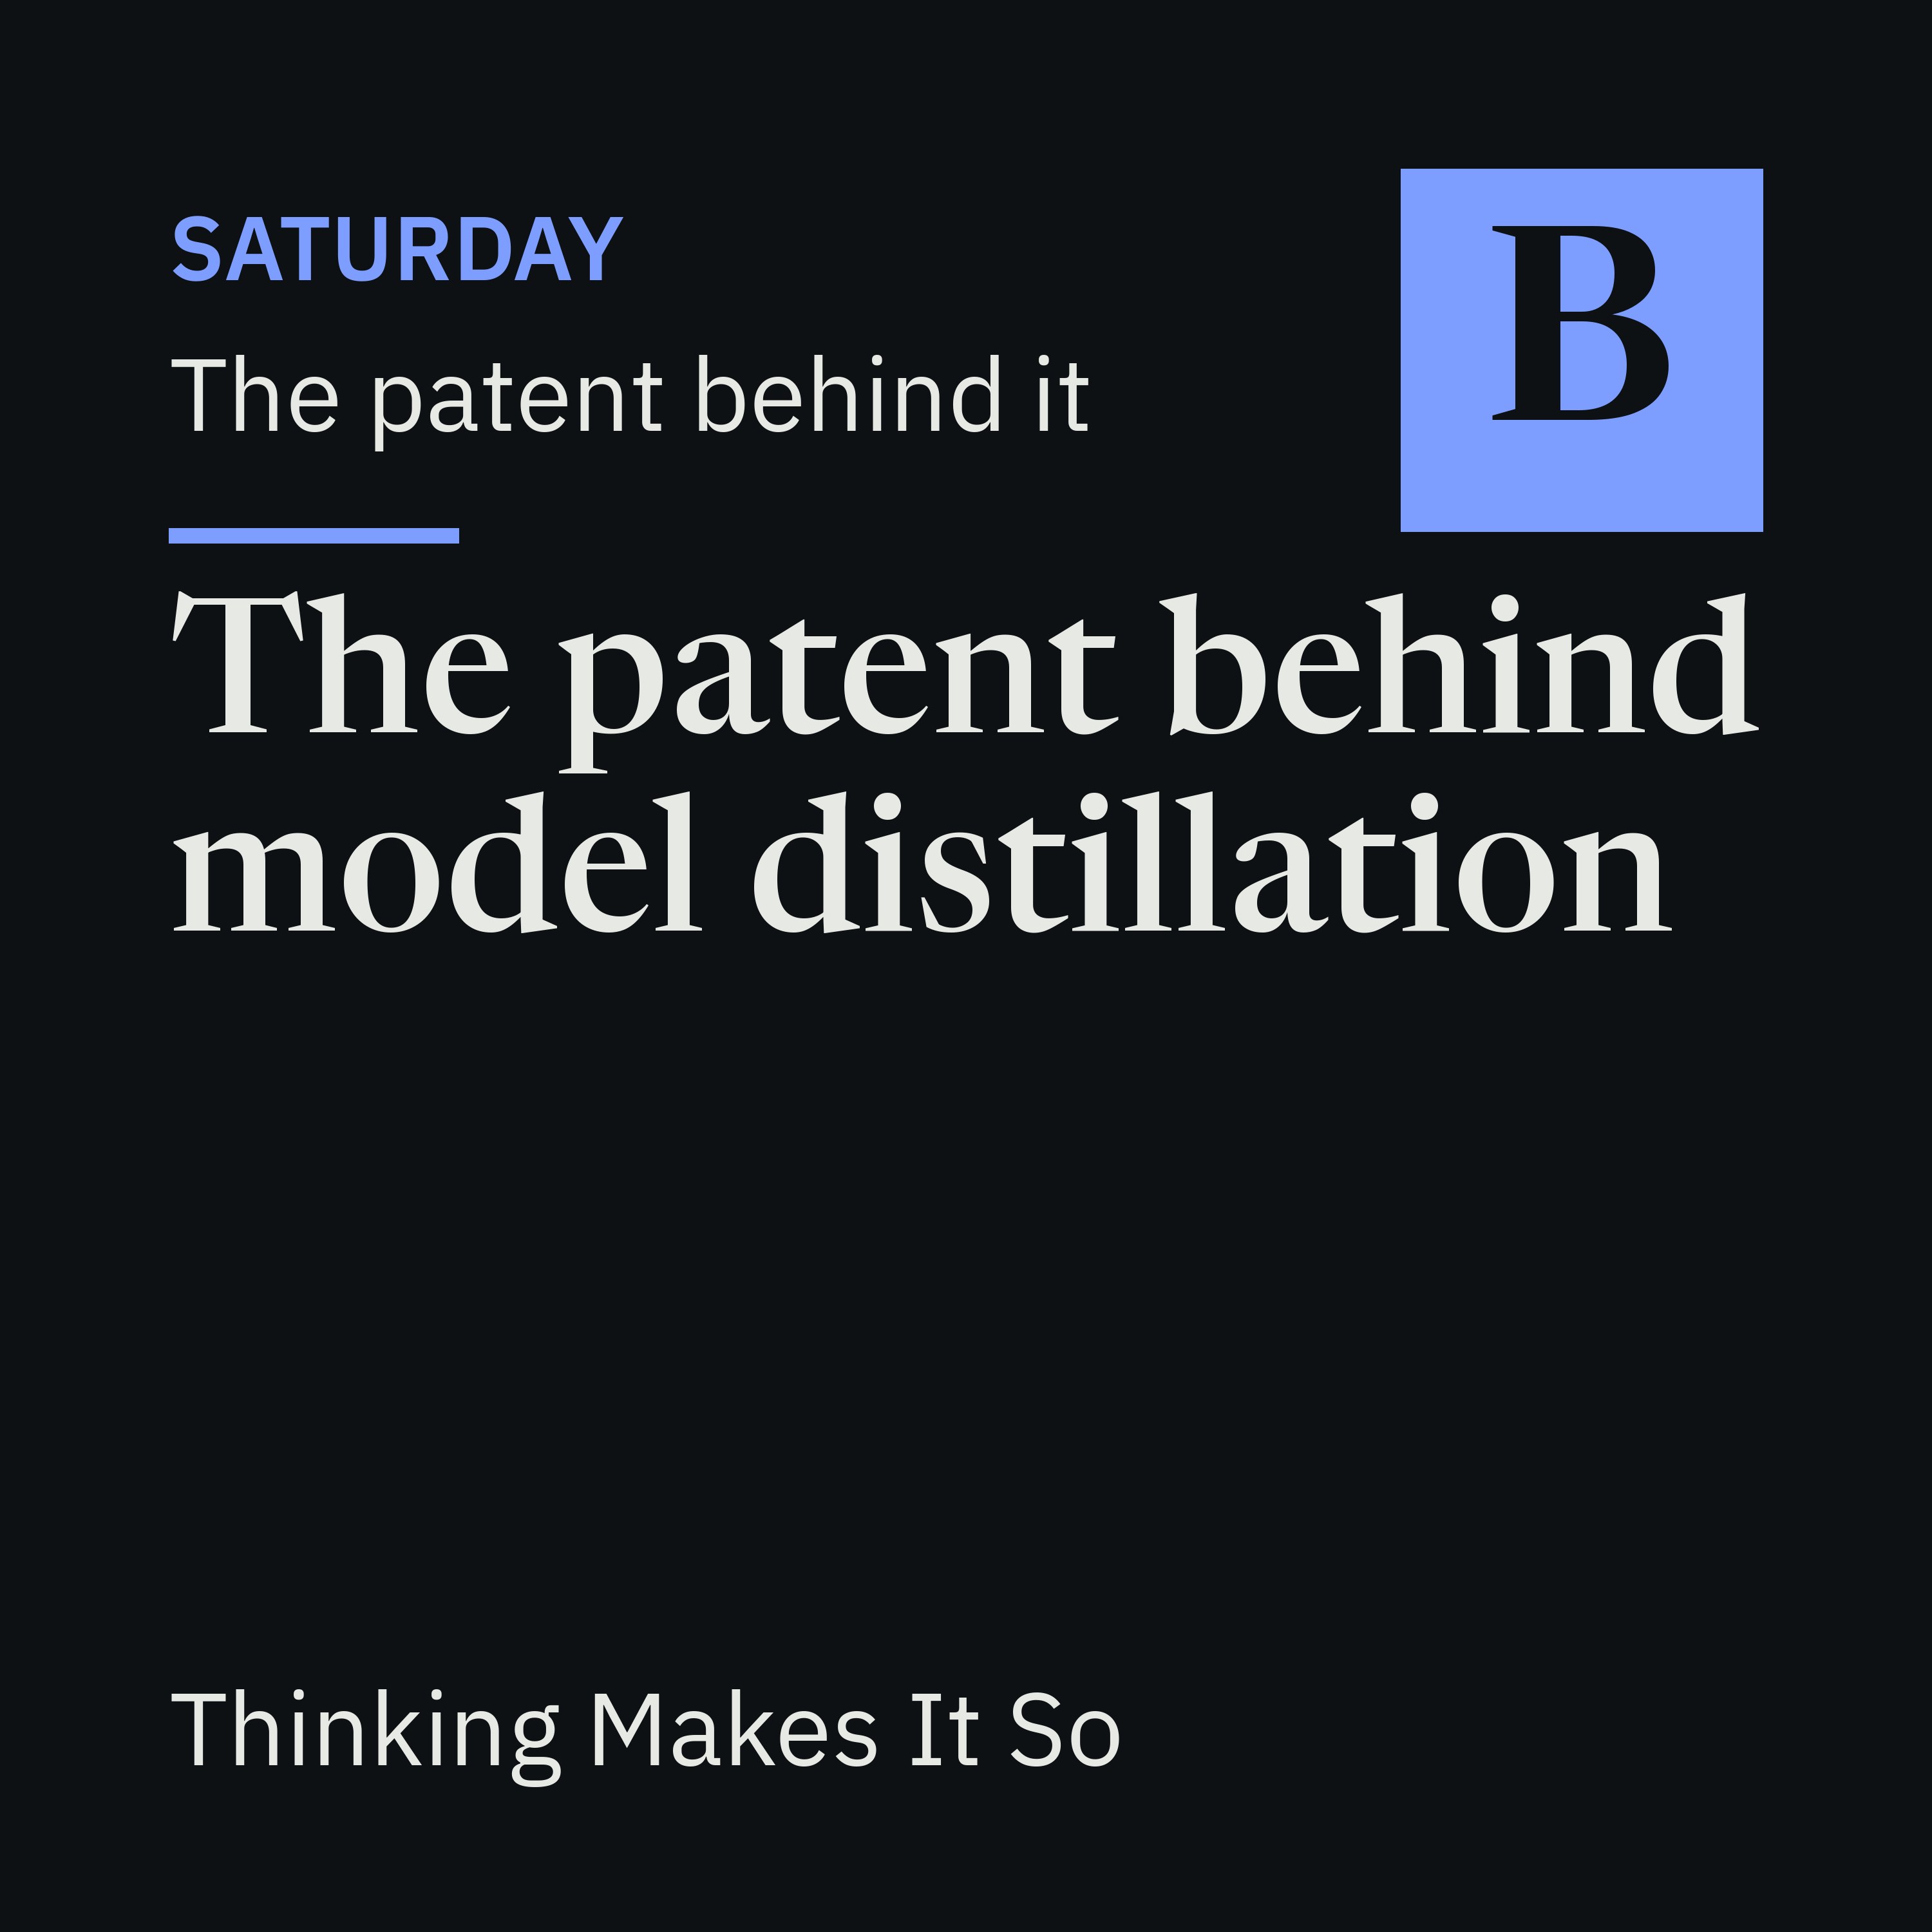 SATURDAY
The patent behind it
B
The patent behind
model distillation
Thinking Makes It So